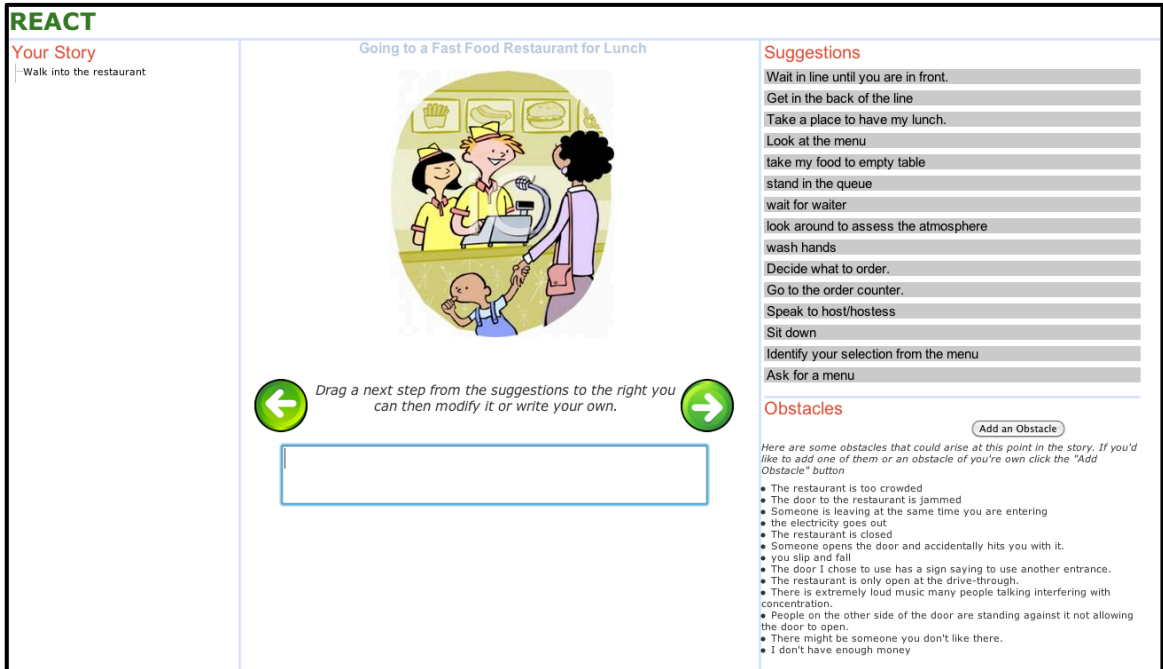 REACT
Your Story
Walk into the restaurant
Going to a Fast Food Restaurant for Lunch
Drag a next step from the suggestions to the right you
can then modify it or write your own.
Suggestions
Wait in line until you are in front.
Get in the back of the line
Take a place to have my lunch.
Look at the menu
take my food to empty table
stand in the queue
wait for waiter
look around to assess the atmosphere
wash hands
Decide what to order.
Go to the order counter.
Speak to host/hostess
Sit down
Identify your selection from the menu
Ask for a menu
Obstacles
Add an Obstacle
Here are some obstacles that could arise at this point in the story. If you'd
like to add one of them or an obstacle of you're own click the "Add
Obstacle" button
• The restaurant is too crowded
• The door to the restaurant is jammed
• Someone is leaving at the same time you are entering
• the electricity goes out
• The restaurant is closed
• Someone opens the door and accidentally hits you with it.
• you slip and fall
• The door I chose to use has a sign saying to use another entrance.
• The restaurant is only open at the drive-through.
• There is extremely loud music many people talking interfering with
concentration.
• People on the other side of the door are standing against it not allowing
the door to open.
• There might be someone you don't like there.
• I don't have enough money